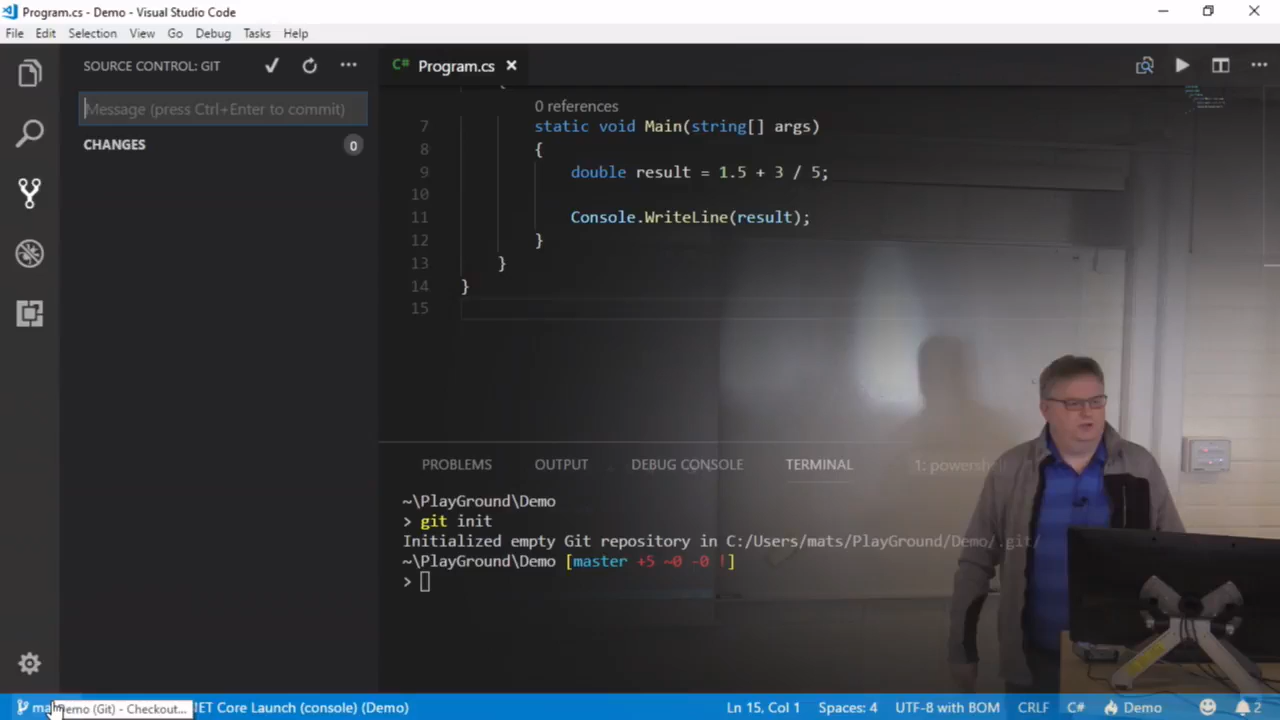 Program.cs - Demo - Visual Studio Code
File Edit Selection View Go Debug Tasks Help
SOURCE CONTROL: GIT
Message (press Ctrl+Enter to commit)
CHANGES 0
C# Program.cs
0 references
7 static void Main(string[] args)
8 {
9 double result = 1.5 + 3 / 5;
10
11 Console.WriteLine(result);
12 }
13 }
14 }
15
PROBLEMS OUTPUT DEBUG CONSOLE TERMINAL 1: powershell
~\PlayGround\Demo
> git init
Initialized empty Git repository in C:/Users/mats/PlayGround/Demo/.git/
~\PlayGround\Demo [master +5 ~0 -0 !]
>
Demo (Git) - Checkout... .NET Core Launch (console) (Demo) Ln 15, Col 1 Spaces: 4 UTF-8 with BOM CRLF C# Demo 2